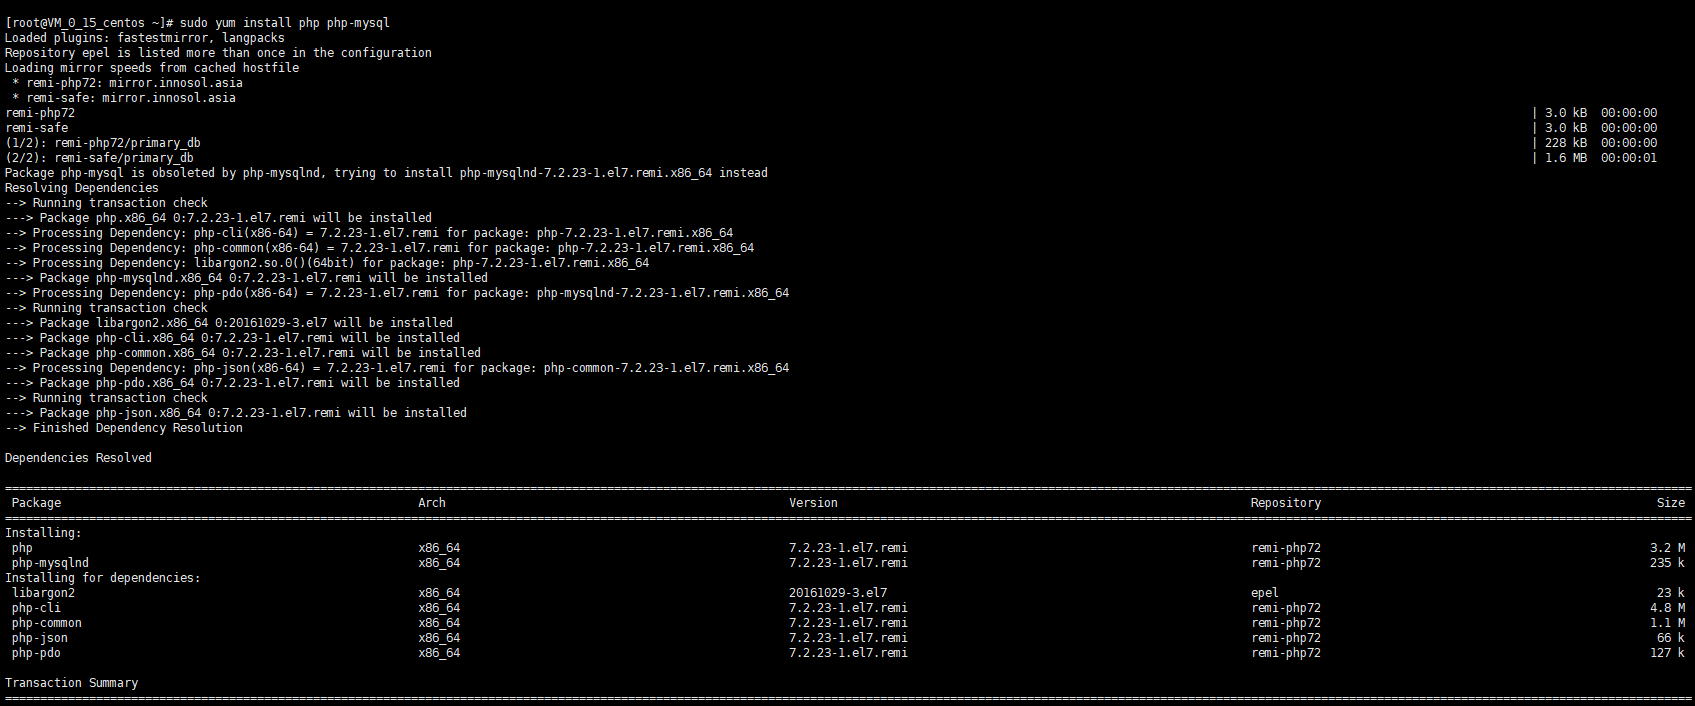 [root@VM_0_15_centos ~]# sudo yum install php php-mysql
Loaded plugins: fastestmirror, langpacks
Repository epel is listed more than once in the configuration
Loading mirror speeds from cached hostfile
 * remi-php72: mirror.innosol.asia
 * remi-safe: mirror.innosol.asia
remi-php72 | 3.0 kB 00:00:00
remi-safe | 3.0 kB 00:00:00
(1/2): remi-php72/primary_db | 228 kB 00:00:00
(2/2): remi-safe/primary_db | 1.6 MB 00:00:01
Package php-mysql is obsoleted by php-mysqlnd, trying to install php-mysqlnd-7.2.23-1.el7.remi.x86_64 instead
Resolving Dependencies
--> Running transaction check
---> Package php.x86_64 0:7.2.23-1.el7.remi will be installed
--> Processing Dependency: php-cli(x86-64) = 7.2.23-1.el7.remi for package: php-7.2.23-1.el7.remi.x86_64
--> Processing Dependency: php-common(x86-64) = 7.2.23-1.el7.remi for package: php-7.2.23-1.el7.remi.x86_64
--> Processing Dependency: libargon2.so.0()(64bit) for package: php-7.2.23-1.el7.remi.x86_64
---> Package php-mysqlnd.x86_64 0:7.2.23-1.el7.remi will be installed
--> Processing Dependency: php-pdo(x86-64) = 7.2.23-1.el7.remi for package: php-mysqlnd-7.2.23-1.el7.remi.x86_64
--> Running transaction check
---> Package libargon2.x86_64 0:20161029-3.el7 will be installed
---> Package php-cli.x86_64 0:7.2.23-1.el7.remi will be installed
---> Package php-common.x86_64 0:7.2.23-1.el7.remi will be installed
--> Processing Dependency: php-json(x86-64) = 7.2.23-1.el7.remi for package: php-common-7.2.23-1.el7.remi.x86_64
---> Package php-pdo.x86_64 0:7.2.23-1.el7.remi will be installed
--> Running transaction check
---> Package php-json.x86_64 0:7.2.23-1.el7.remi will be installed
--> Finished Dependency Resolution
Dependencies Resolved
Package Arch Version Repository Size
Installing:
php x86_64 7.2.23-1.el7.remi remi-php72 3.2 M
php-mysqlnd x86_64 7.2.23-1.el7.remi remi-php72 235 k
Installing for dependencies:
libargon2 x86_64 20161029-3.el7 epel 23 k
php-cli x86_64 7.2.23-1.el7.remi remi-php72 4.8 M
php-common x86_64 7.2.23-1.el7.remi remi-php72 1.1 M
php-json x86_64 7.2.23-1.el7.remi remi-php72 66 k
php-pdo x86_64 7.2.23-1.el7.remi remi-php72 127 k
Transaction Summary